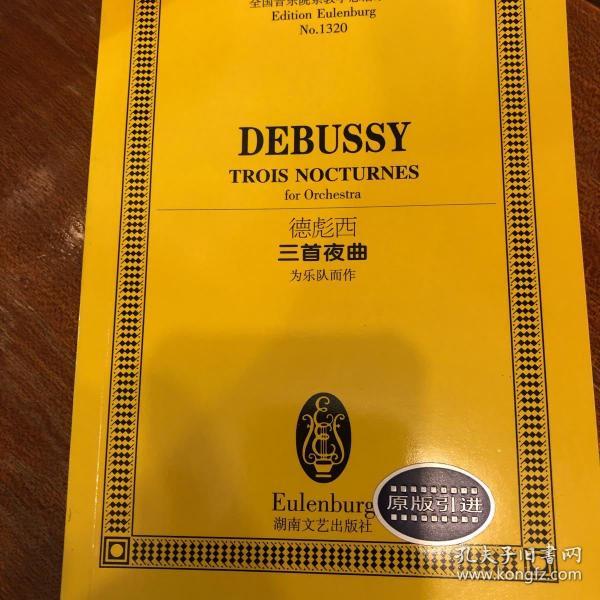 Edition Eulenburg
No.1320
DEBUSSY
TROIS NOCTURNES
for Orchestra
德彪西
三首夜曲
为乐队而作
Eulenburg
湖南文艺出版社
原版引进
孔夫子旧书网
www.kongfz.com